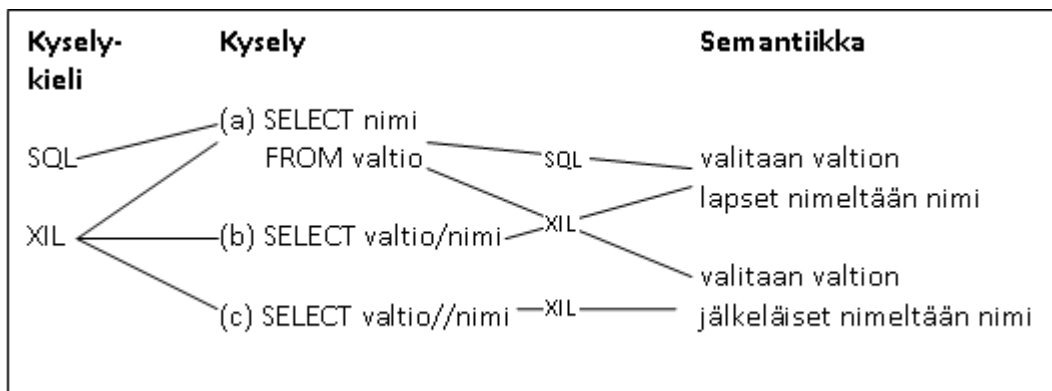 Kysely-
kieli
Kysely
Semantiikka
(a) SELECT nimi
SQL
FROM valtio
SQL
valitaan valtion
lapset nimeltään nimi
XIL
(b) SELECT valtio/nimi
XIL
valitaan valtion
(c) SELECT valtio//nimi
XIL
jälkeläiset nimeltään nimi